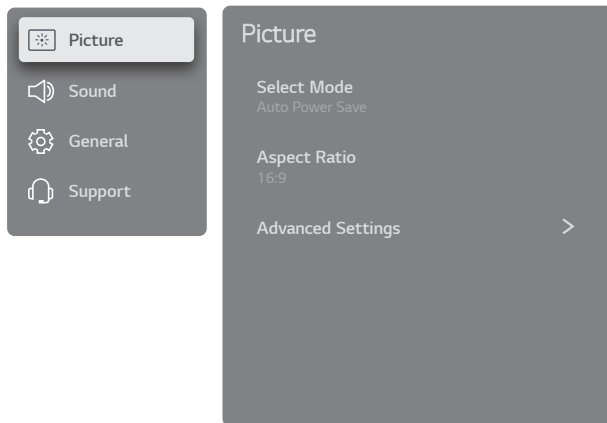 Picture
Sound
General
Support
Picture
Select Mode
Auto Power Save
Aspect Ratio
16:9
Advanced Settings